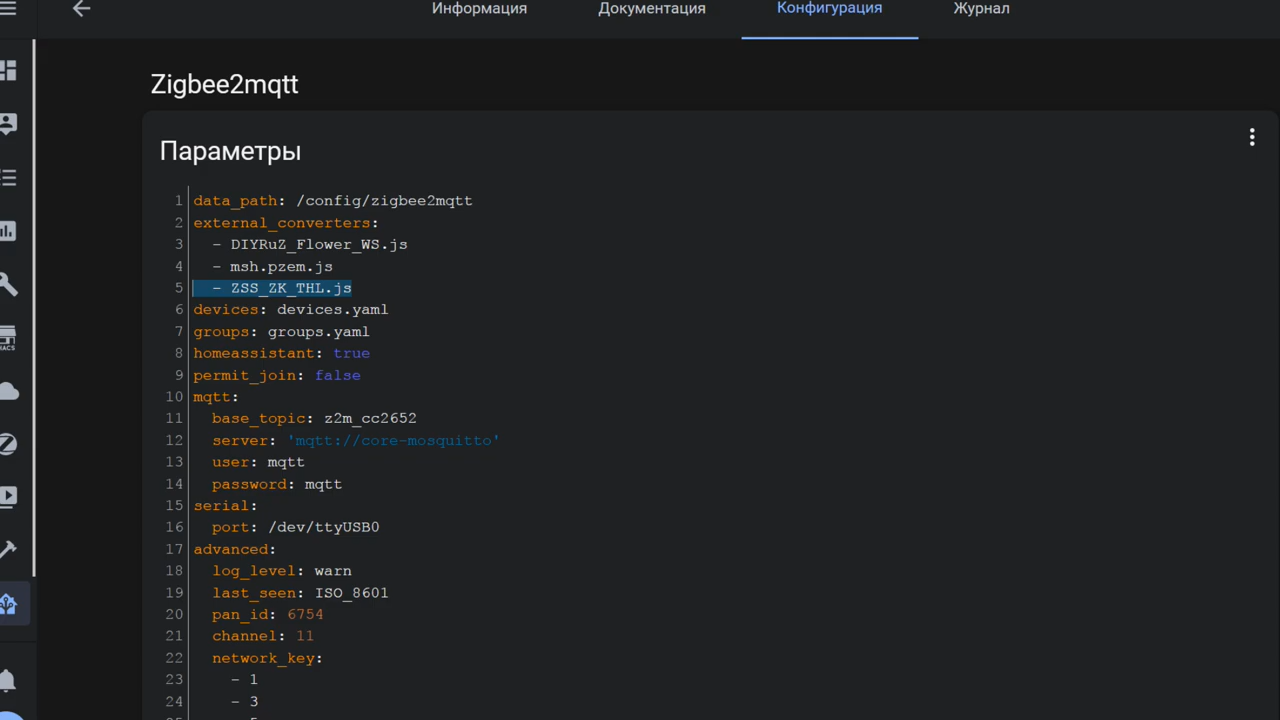 Информация Документация Конфигурация Журнал
Zigbee2mqtt
Параметры
1 data_path: /config/zigbee2mqtt
2 external_converters:
3 - DIYRuZ_Flower_WS.js
4 - msh.pzem.js
5 - ZSS_ZK_THL.js
6 devices: devices.yaml
7 groups: groups.yaml
8 homeassistant: true
9 permit_join: false
10 mqtt:
11 base_topic: z2m_cc2652
12 server: 'mqtt://core-mosquitto'
13 user: mqtt
14 password: mqtt
15 serial:
16 port: /dev/ttyUSB0
17 advanced:
18 log_level: warn
19 last_seen: ISO_8601
20 pan_id: 6754
21 channel: 11
22 network_key:
23 - 1
24 - 3
HACS